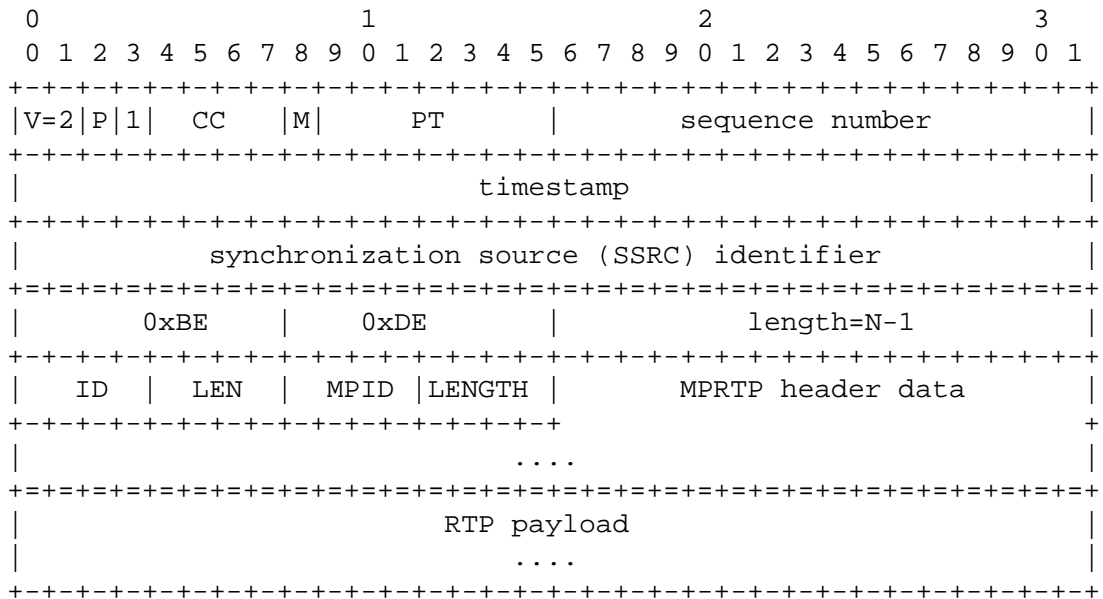 0                   1                   2                   3
 0 1 2 3 4 5 6 7 8 9 0 1 2 3 4 5 6 7 8 9 0 1 2 3 4 5 6 7 8 9 0 1
+-+-+-+-+-+-+-+-+-+-+-+-+-+-+-+-+-+-+-+-+-+-+-+-+-+-+-+-+-+-+-+-+
|V=2|P|1|  CC   |M|     PT      |       sequence number         |
+-+-+-+-+-+-+-+-+-+-+-+-+-+-+-+-+-+-+-+-+-+-+-+-+-+-+-+-+-+-+-+-+
|                           timestamp                           |
+-+-+-+-+-+-+-+-+-+-+-+-+-+-+-+-+-+-+-+-+-+-+-+-+-+-+-+-+-+-+-+-+
|           synchronization source (SSRC) identifier            |
+=+=+=+=+=+=+=+=+=+=+=+=+=+=+=+=+=+=+=+=+=+=+=+=+=+=+=+=+=+=+=+=+
|       0xBE    |    0xDE       |           length=N-1          |
+-+-+-+-+-+-+-+-+-+-+-+-+-+-+-+-+-+-+-+-+-+-+-+-+-+-+-+-+-+-+-+-+
|   ID  |  LEN  |  MPID |LENGTH |       MPRTP header data       |
+-+-+-+-+-+-+-+-+-+-+-+-+-+-+-+-+                               +
|                             ....                              |
+=+=+=+=+=+=+=+=+=+=+=+=+=+=+=+=+=+=+=+=+=+=+=+=+=+=+=+=+=+=+=+=+
|                         RTP payload                           |
|                             ....                              |
+-+-+-+-+-+-+-+-+-+-+-+-+-+-+-+-+-+-+-+-+-+-+-+-+-+-+-+-+-+-+-+-+